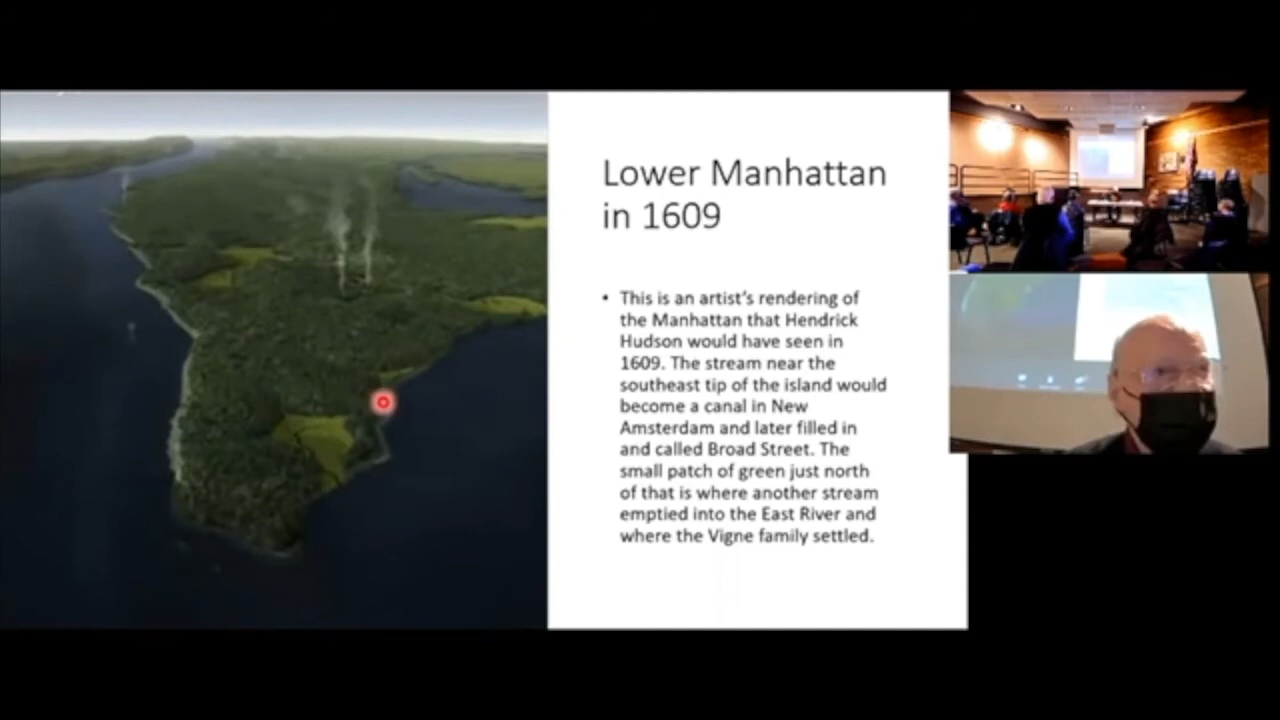 Lower Manhattan
in 1609
• This is an artist's rendering of
the Manhattan that Hendrick
Hudson would have seen in
1609. The stream near the
southeast tip of the island would
become a canal in New
Amsterdam and later filled in
and called Broad Street. The
small patch of green just north
of that is where another stream
emptied into the East River and
where the Vigne family settled.